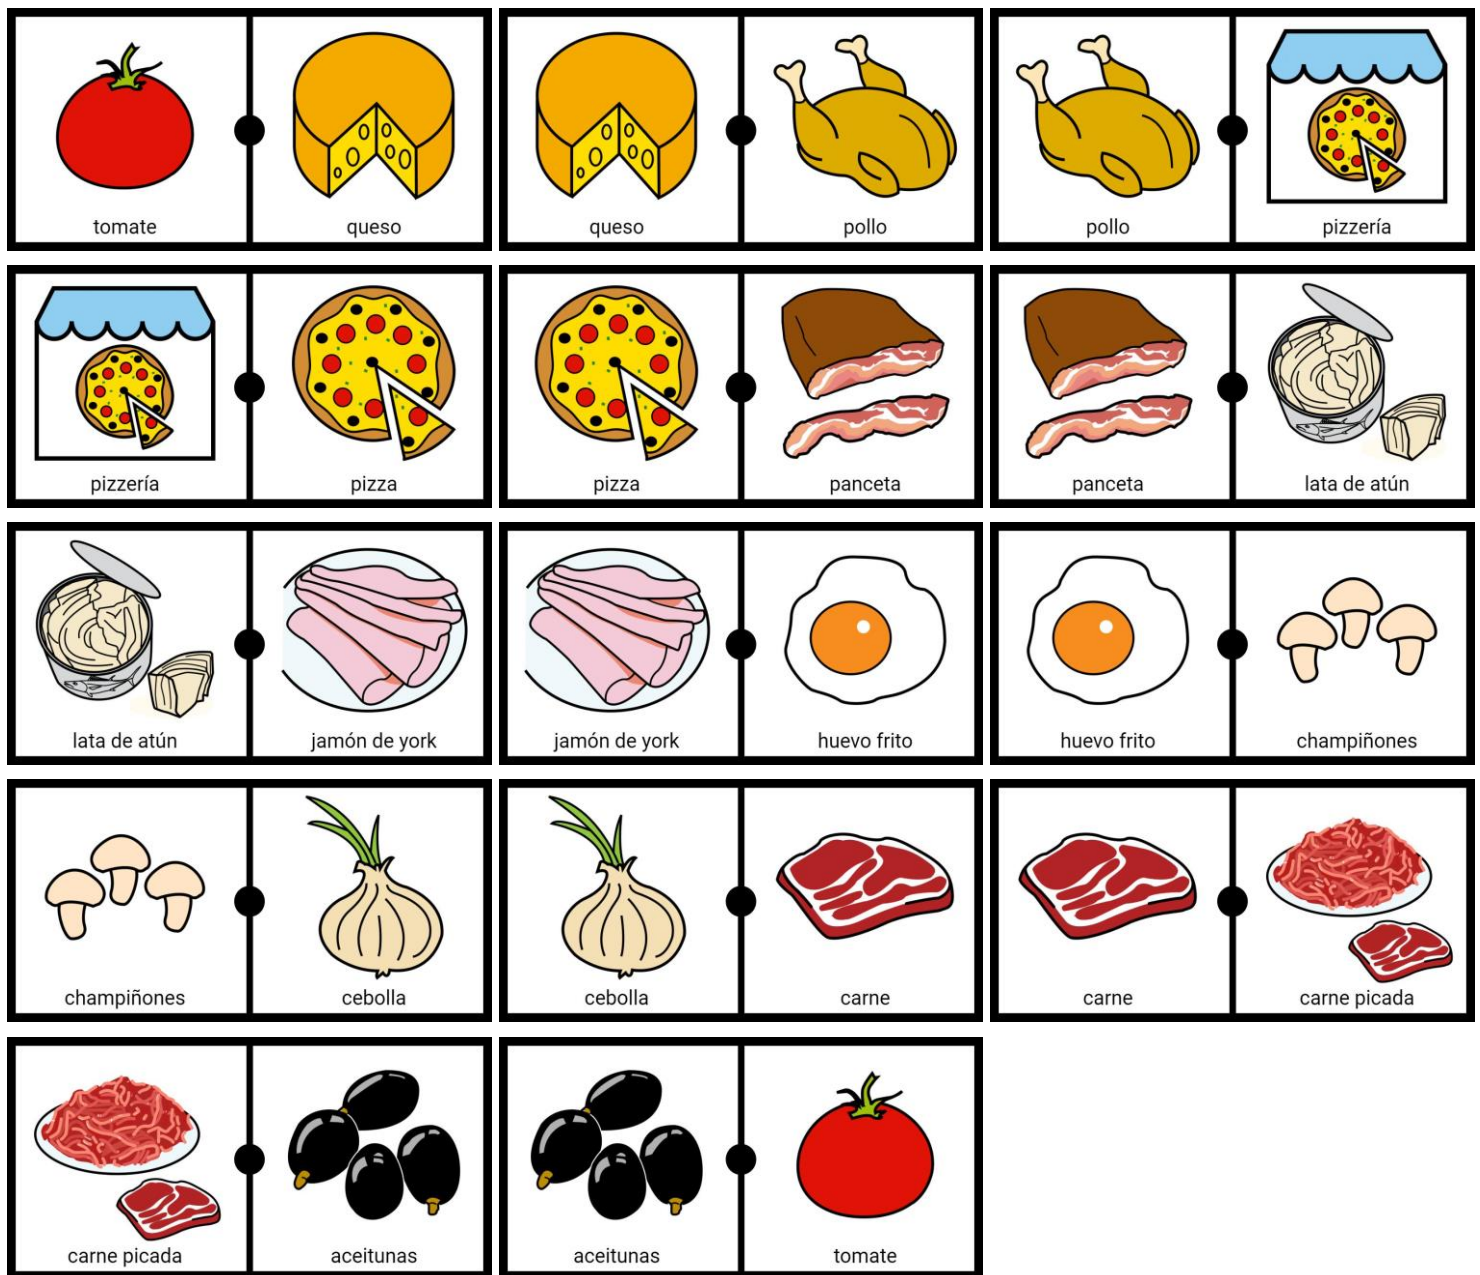 tomate queso queso pollo pollo pizzería
pizzería pizza pizza panceta panceta lata de atún
lata de atún jamón de york jamón de york huevo frito huevo frito champiñones
champiñones cebolla cebolla carne carne carne picada
carne picada aceitunas aceitunas tomate